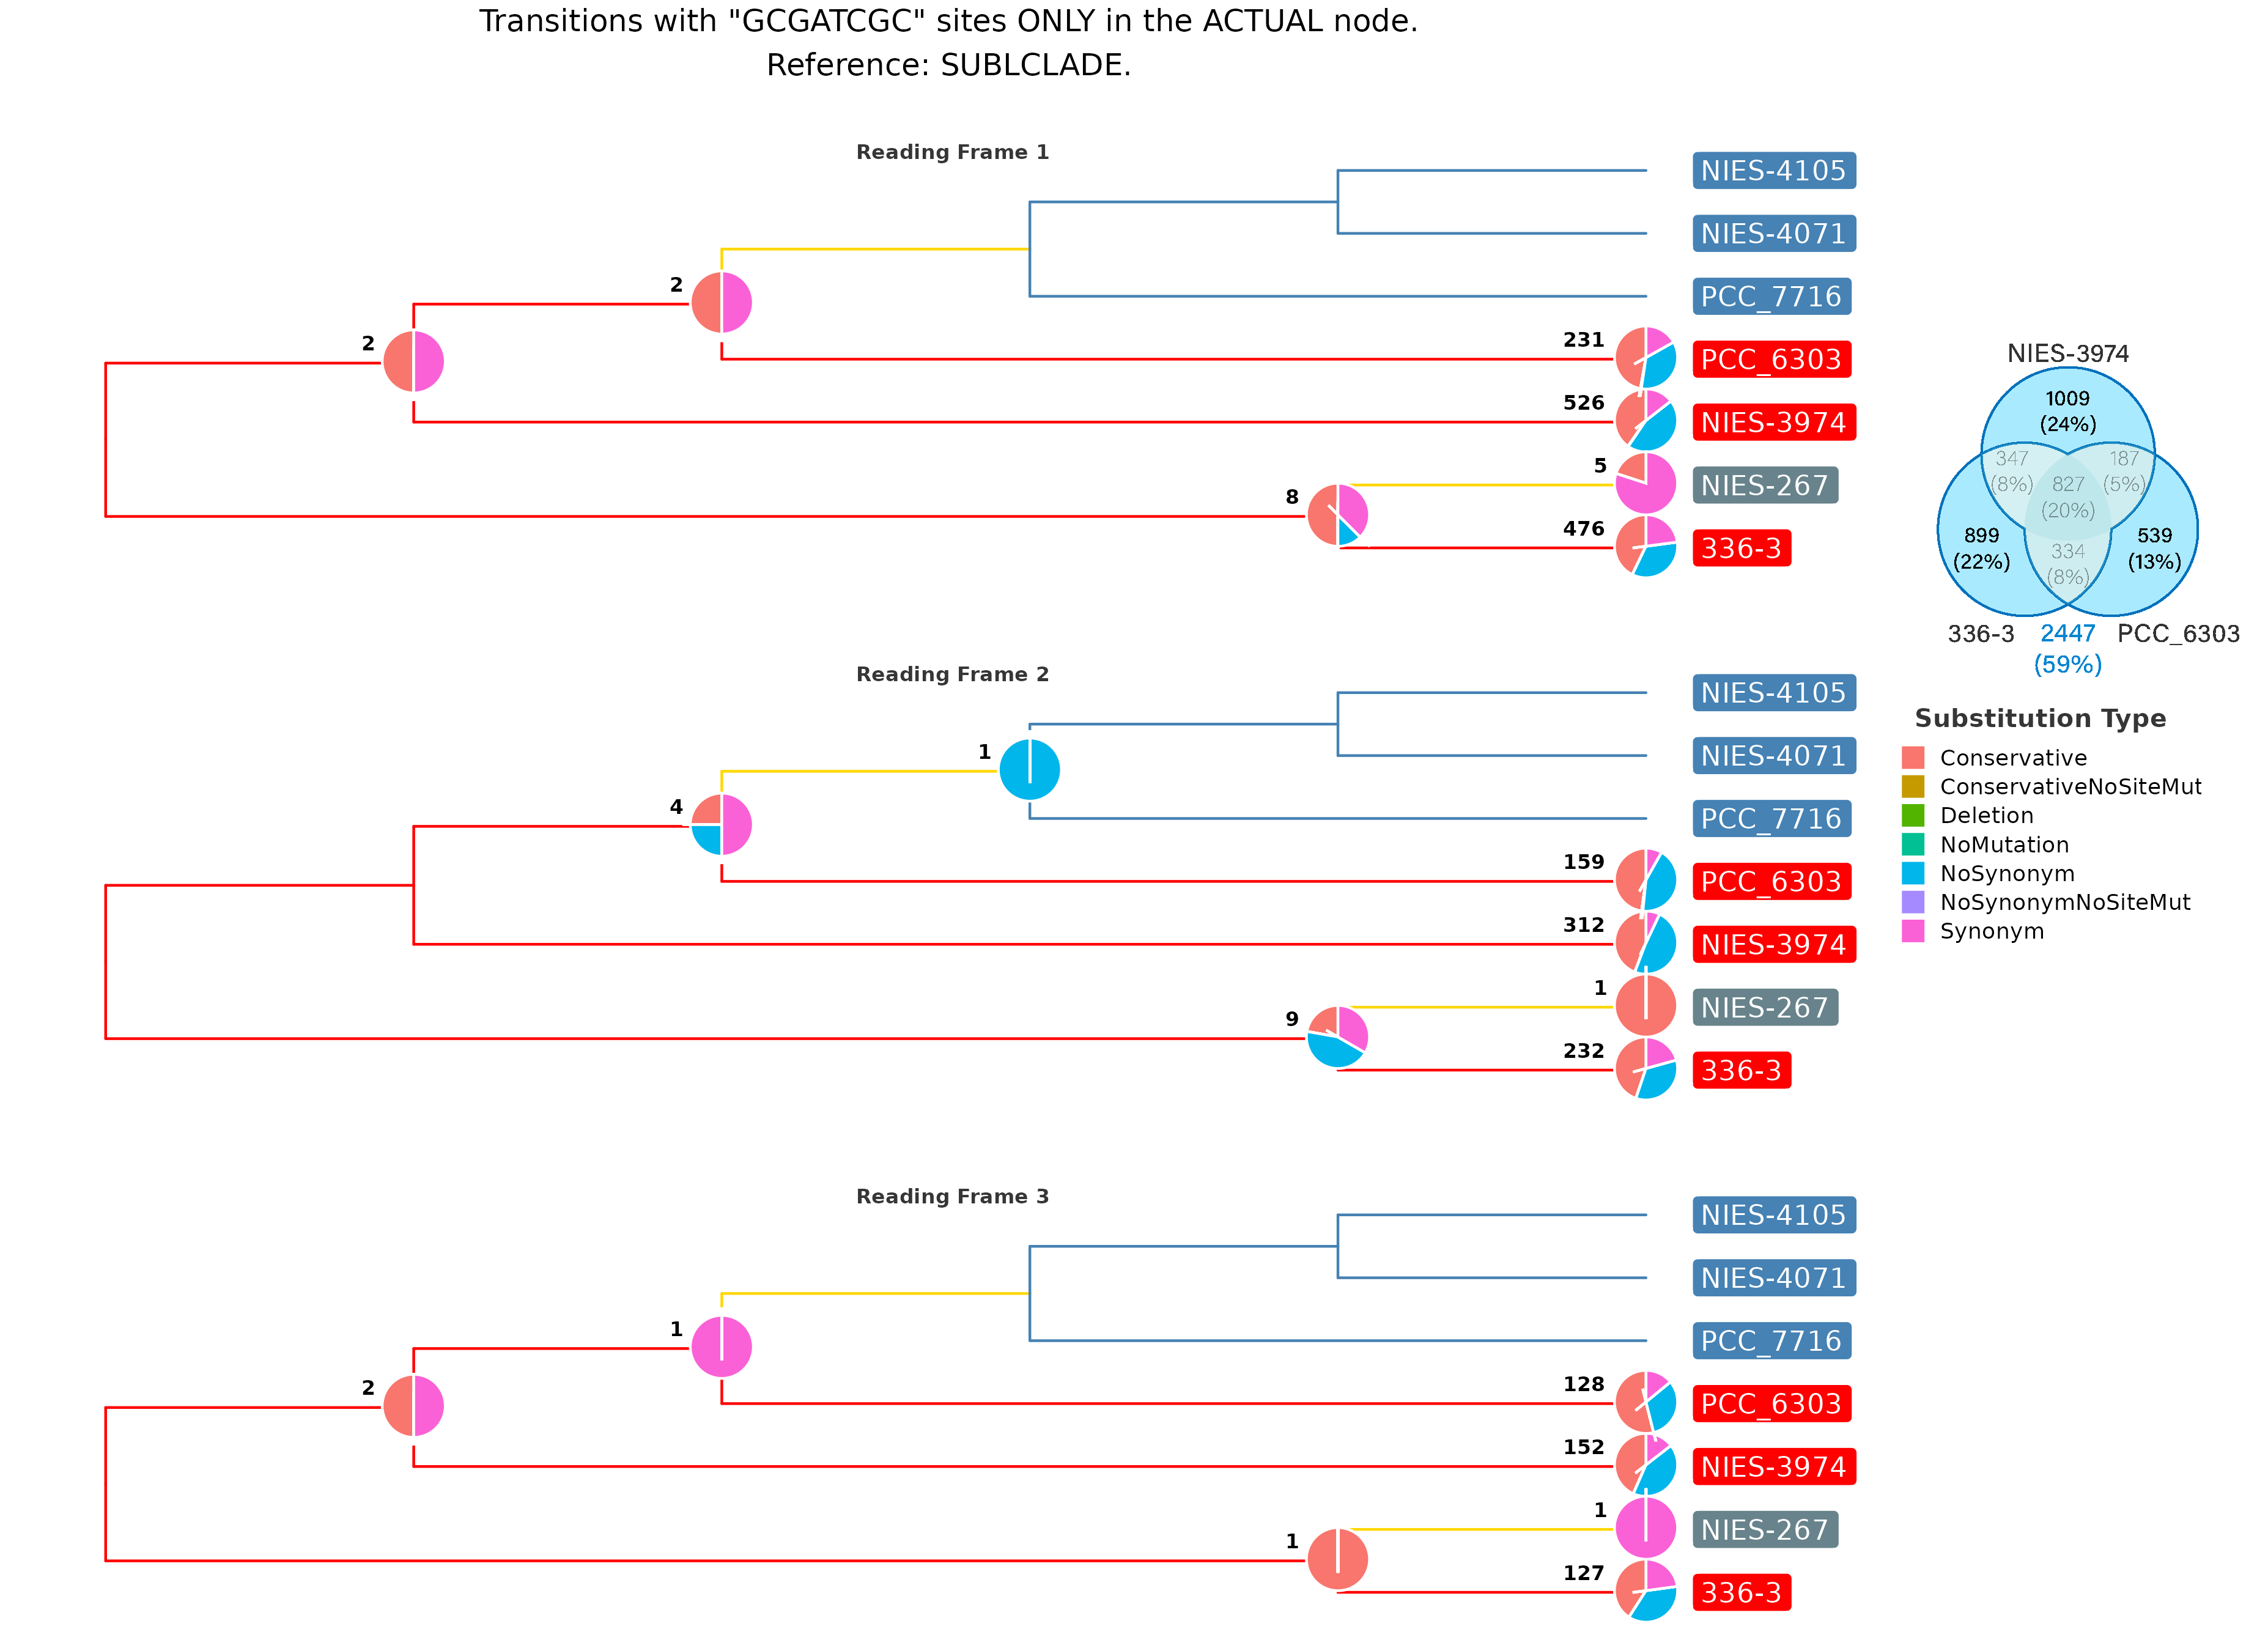 Transitions with "GCGATCGC" sites ONLY in the ACTUAL node.
Reference: SUBLCLADE.
Reading Frame 1
NIES-4105
NIES-4071
2
PCC_7716
2
231
PCC_6303
526
NIES-3974
5
NIES-267
8
476
336-3
Reading Frame 2
NIES-4105
1
NIES-4071
4
PCC_7716
159
PCC_6303
312
NIES-3974
1
NIES-267
9
232
336-3
Reading Frame 3
NIES-4105
NIES-4071
1
PCC_7716
2
128
PCC_6303
152
NIES-3974
1
NIES-267
1
127
336-3
NIES-3974
1009
(24%)
347
(8%)
187
(5%)
827
(20%)
899
(22%)
539
(13%)
334
(8%)
336-3
2447
(59%)
PCC_6303
Substitution Type
Conservative
ConservativeNoSiteMut
Deletion
NoMutation
NoSynonym
NoSynonymNoSiteMut
Synonym